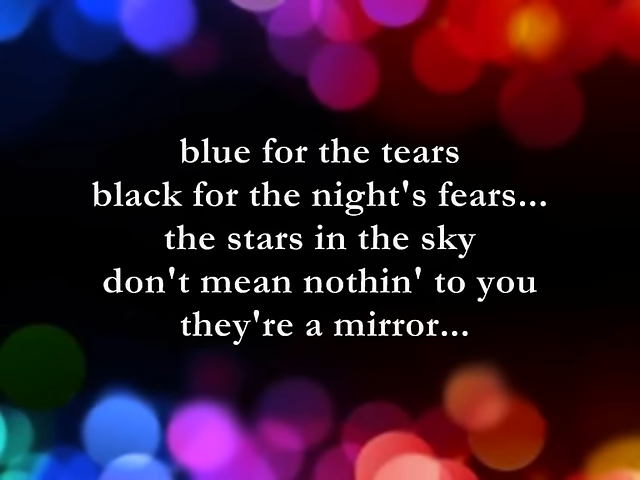 blue for the tears
black for the night's fears...
the stars in the sky
don't mean nothin' to you
they're a mirror...